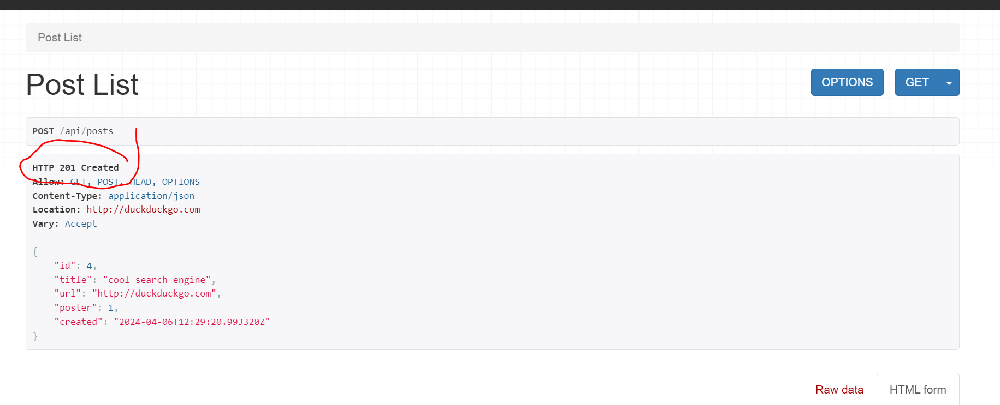 Post List
Post List
OPTIONS GET
POST /api/posts
HTTP 201 Created
Allow: GET, POST, HEAD, OPTIONS
Content-Type: application/json
Location: http://duckduckgo.com
Vary: Accept
{
    "id": 4,
    "title": "cool search engine",
    "url": "http://duckduckgo.com",
    "poster": 1,
    "created": "2024-04-06T12:29:20.993320Z"
}
Raw data HTML form